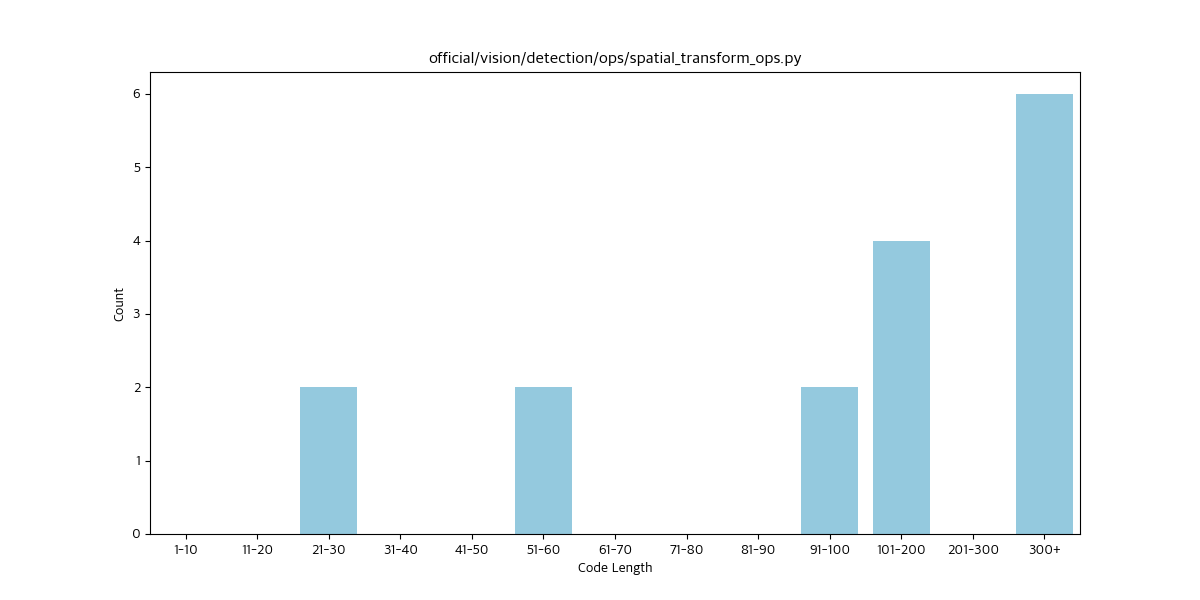 official/vision/detection/ops/spatial_transform_ops.py
Count
6
5
4
3
2
1
0
1-10 11-20 21-30 31-40 41-50 51-60 61-70 71-80 81-90 91-100 101-200 201-300 300+
Code Length